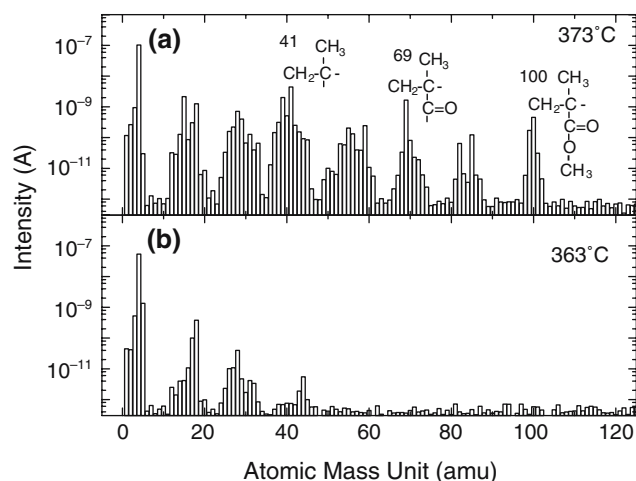 (a)
373°C
41
CH₃
CH₂-C-
69
CH₃
CH₂-C-
C=O
100
CH₃
CH₂-C-
C=O
O
CH₃
10⁻⁷
10⁻⁹
10⁻¹¹
(b)
363°C
10⁻⁷
10⁻⁹
10⁻¹¹
Intensity (A)
0 20 40 60 80 100 120
Atomic Mass Unit (amu)